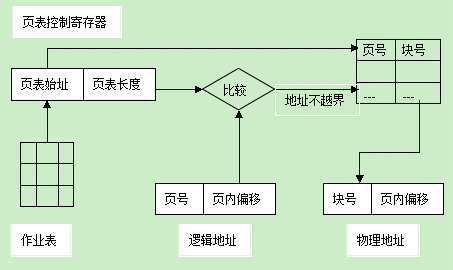 页表控制寄存器
页号 块号
页表始址 页表长度
比较
地址不越界
--- ---
页号 页内偏移
块号 页内偏移
作业表
逻辑地址
物理地址